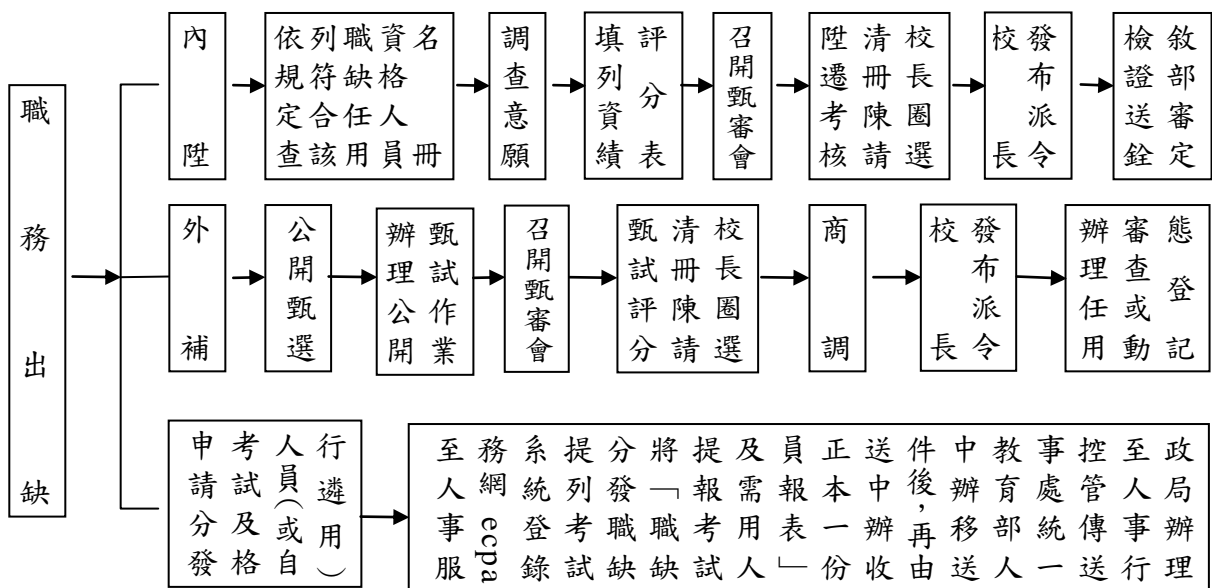 職務出缺
內陞
依規定查
列符合該
職缺任用
資格人員
名冊
調查意願
填列資績
評分表
召開甄審會
陞遷考核
清冊陳請
校長圈選
校長
發布派令
檢證送銓
敘部審定
外補
公開甄選
辦理公開
甄試作業
召開甄審會
甄試評分
清冊陳請
校長圈選
商調
校長
發布派令
辦理任用
審查或動
態登記
申請分發
考試及格
人員(或自
行遴用)
至人事服
務網 ecpa
系統登錄
提列考試
分發職缺
將「職缺
提報考試
及需用人
員報表」
正本一份
送中辦收
件後,再由
中辦移送
教育部人
事處統一
控管傳送
至人事行
政局辦理